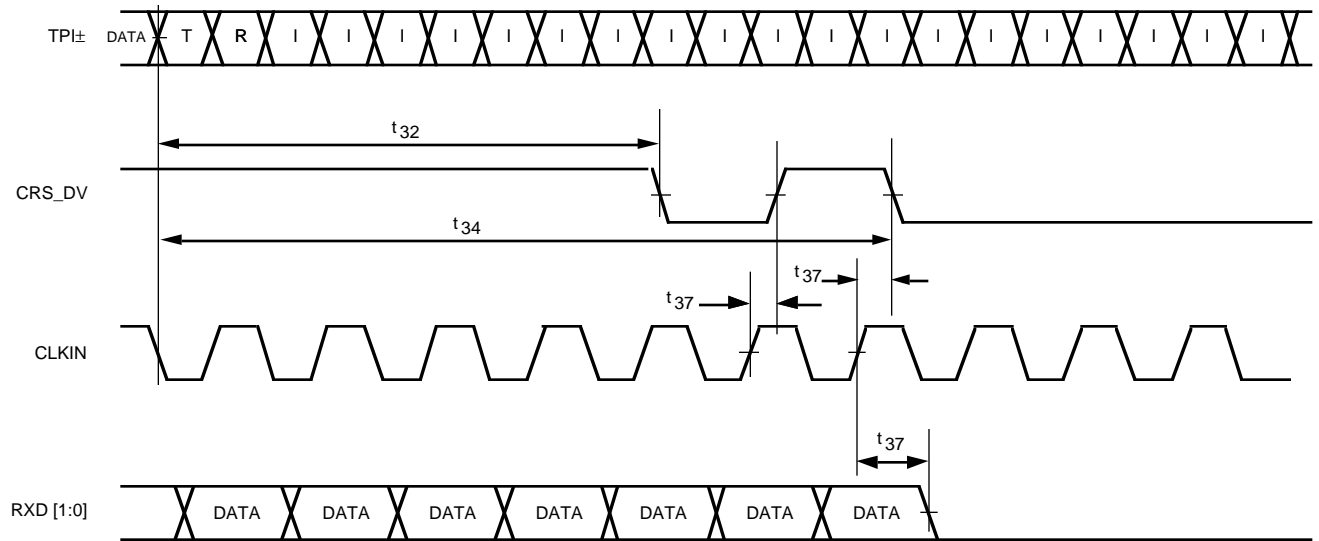 TPI± DATA T R I I I I I I I I I I I I I I I I I I I
t32
CRS_DV
t34
t37
t37
CLKIN
t37
RXD [1:0] DATA DATA DATA DATA DATA DATA DATA